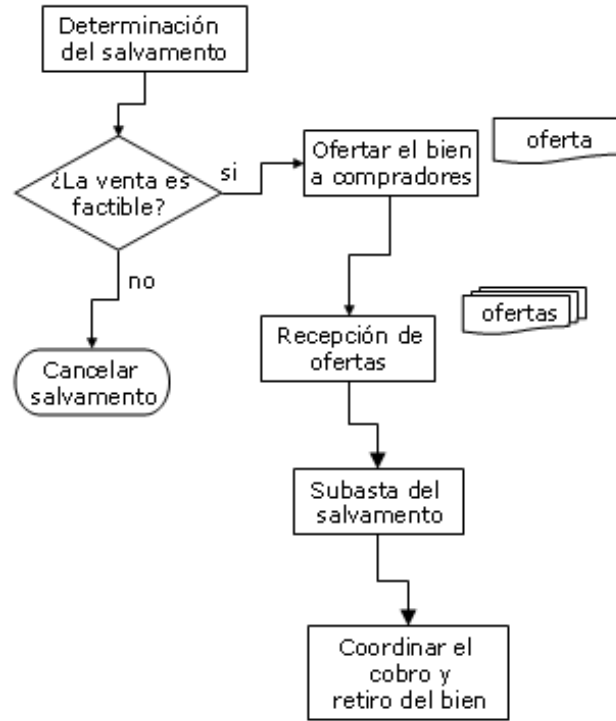 Determinación
del salvamento
¿La venta es
factible?
si
Ofertar el bien
a compradores
oferta
no
Cancelar
salvamento
Recepción de
ofertas
ofertas
Subasta del
salvamento
Coordinar el
cobro y
retiro del bien